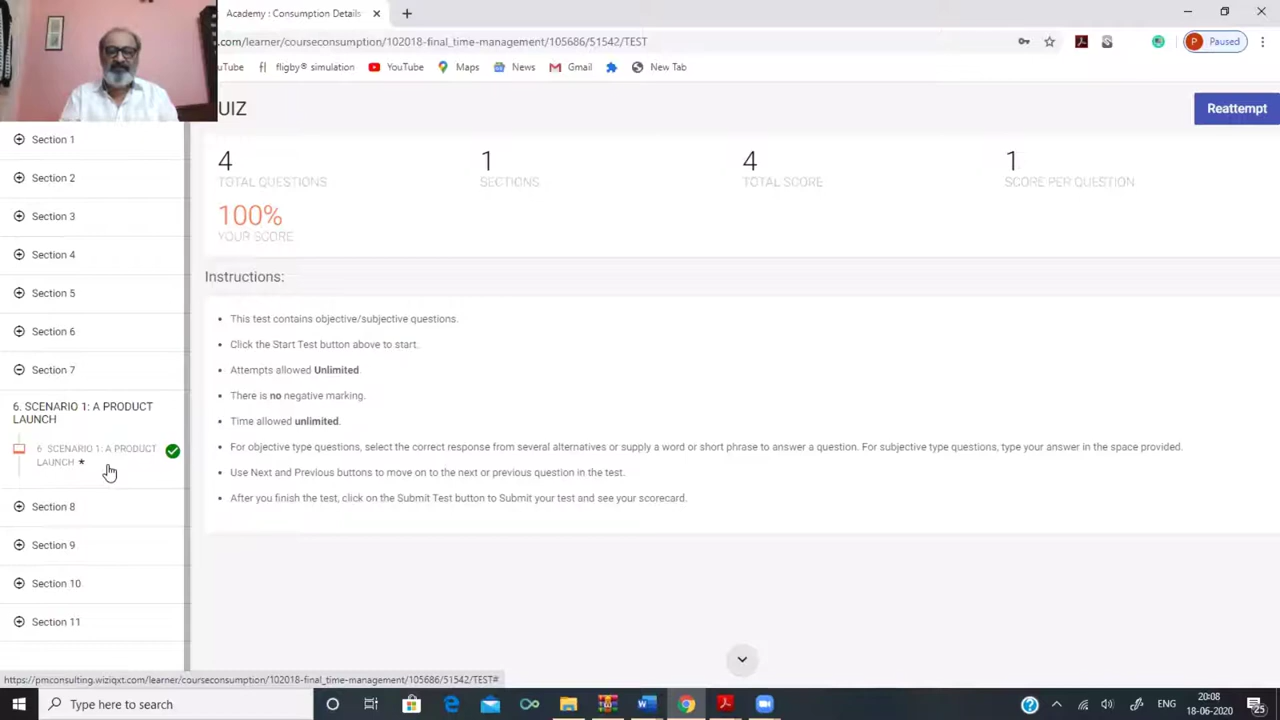 Academy : Consumption Details
.com/learner/courseconsumption/102018-final_time-management/105686/51542/TEST
P Paused
uTube
fligby® simulation
YouTube
Maps
News
Gmail
New Tab
UIZ
Reattempt
Section 1
Section 2
Section 3
Section 4
Section 5
Section 6
Section 7
6. SCENARIO 1: A PRODUCT
LAUNCH
6 SCENARIO 1: A PRODUCT
LAUNCH *
Section 8
Section 9
Section 10
Section 11
4
TOTAL QUESTIONS
1
SECTIONS
4
TOTAL SCORE
1
SCORE PER QUESTION
100%
YOUR SCORE
Instructions:
• This test contains objective/subjective questions.
• Click the Start Test button above to start.
• Attempts allowed Unlimited.
• There is no negative marking.
• Time allowed unlimited.
• For objective type questions, select the correct response from several alternatives or supply a word or short phrase to answer a question. For subjective type questions, type your answer in the space provided.
• Use Next and Previous buttons to move on to the next or previous question in the test.
• After you finish the test, click on the Submit Test button to Submit your test and see your scorecard.
https://pmconsulting.wiziqxt.com/learner/courseconsumption/102018-final_time-management/105686/51542/TEST#
Type here to search
ENG
20:08
18-06-2020
25